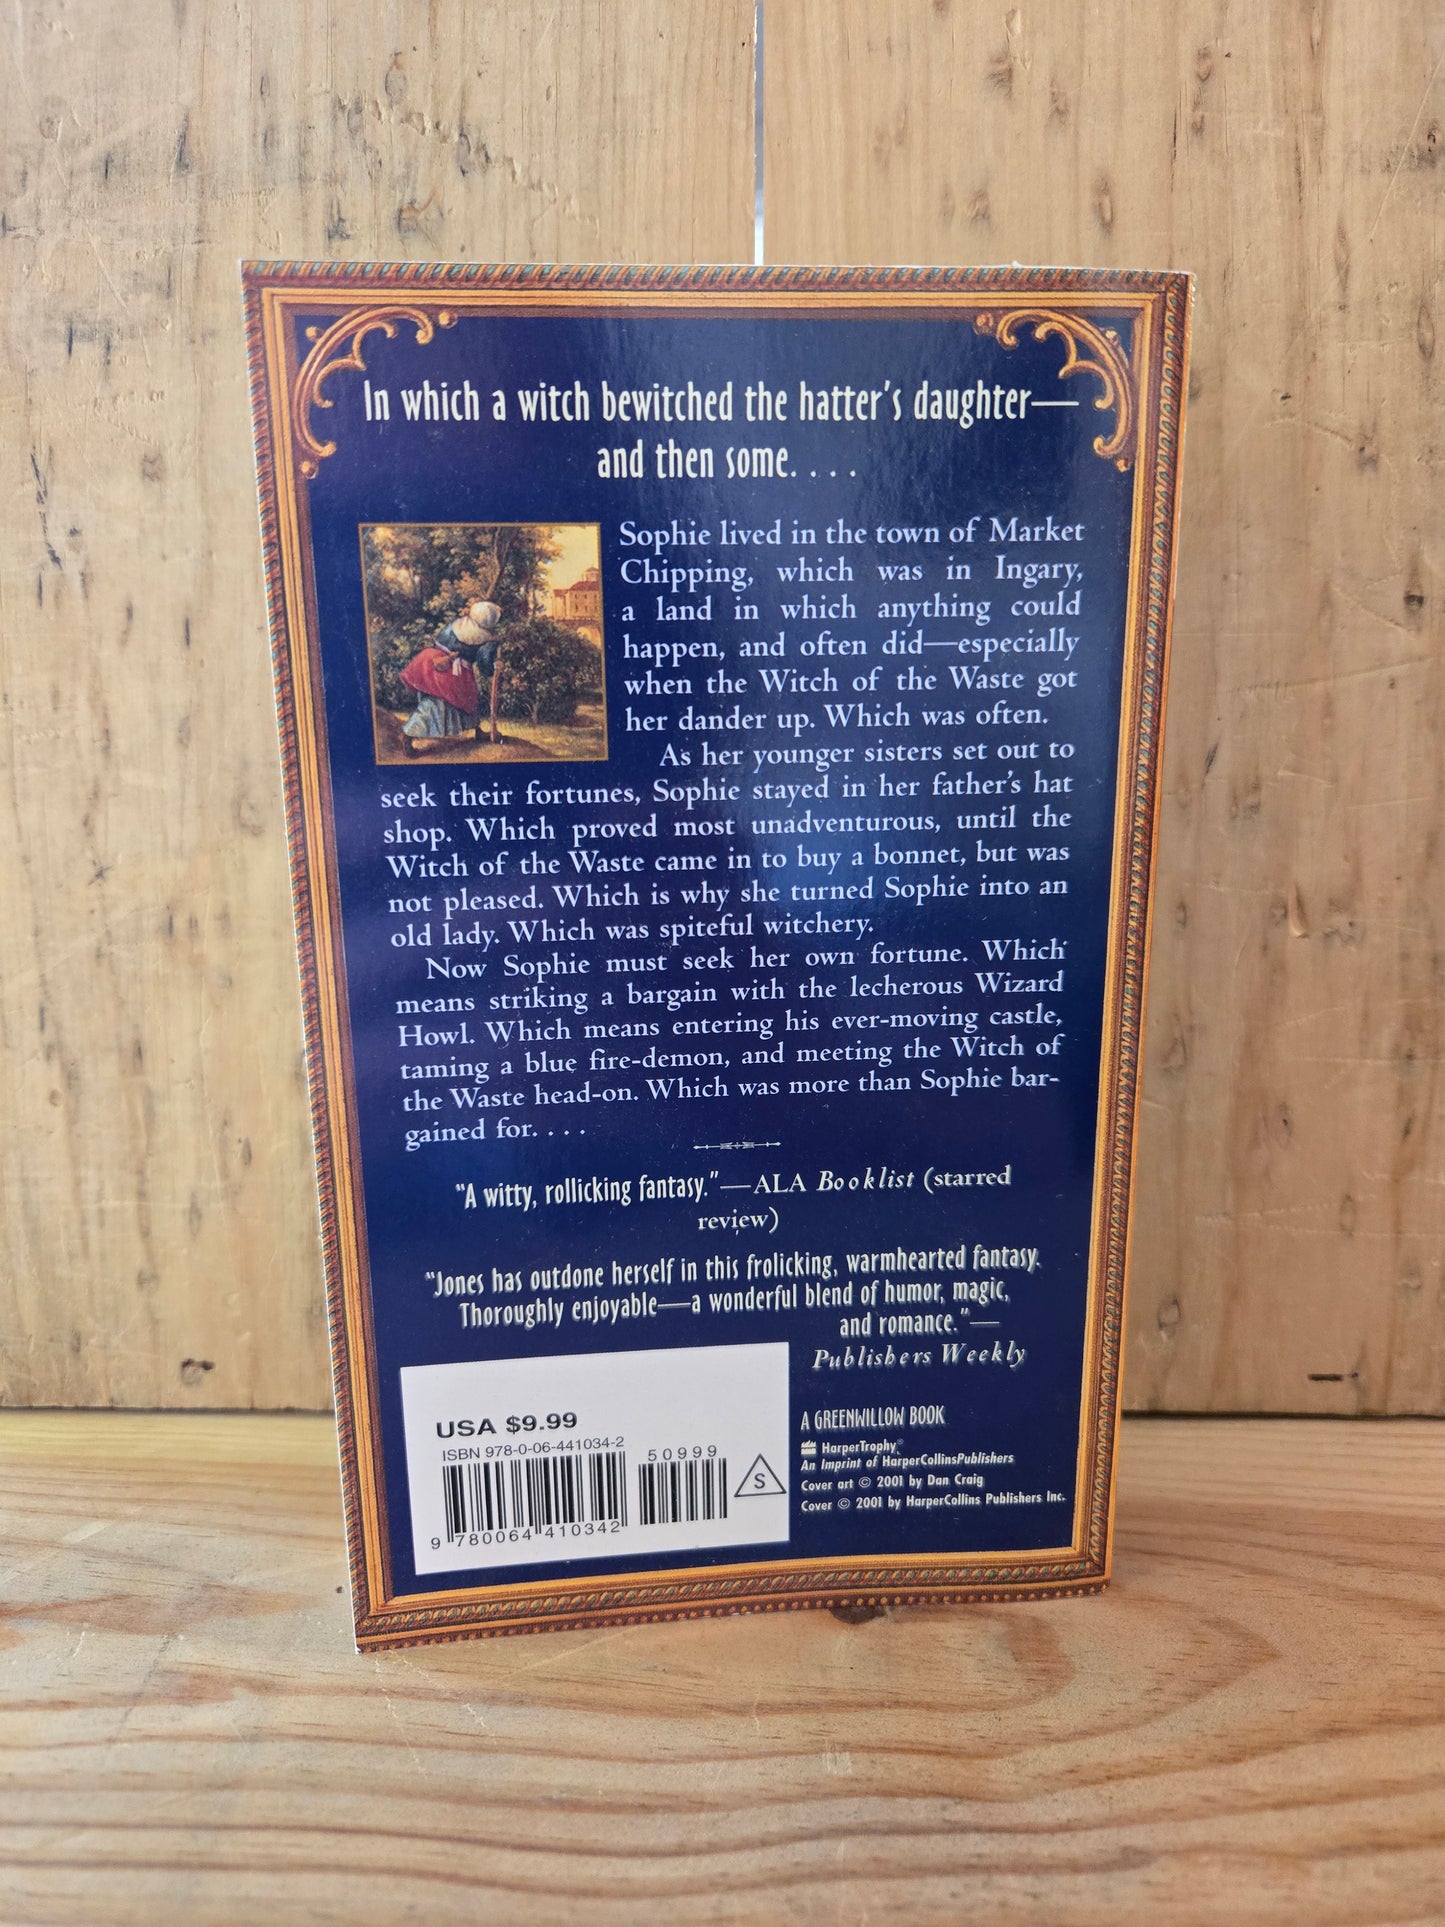 In which a witch bewitched the hatter's daughter—
and then some. . . .
Sophie lived in the town of Market
Chipping, which was in Ingary,
a land in which anything could
happen, and often did—especially
when the Witch of the Waste got
her dander up. Which was often.
As her younger sisters set out to
seek their fortunes, Sophie stayed in her father's hat
shop. Which proved most unadventurous, until the
Witch of the Waste came in to buy a bonnet, but was
not pleased. Which is why she turned Sophie into an
old lady. Which was spiteful witchery.
Now Sophie must seek her own fortune. Which
means striking a bargain with the lecherous Wizard
Howl. Which means entering his ever-moving castle,
taming a blue fire-demon, and meeting the Witch of
the Waste head-on. Which was more than Sophie bar-
gained for. . . .
"A witty, rollicking fantasy."—ALA Booklist (starred
review)
"Jones has outdone herself in this frolicking, warmhearted fantasy.
Thoroughly enjoyable—a wonderful blend of humor, magic,
and romance."—
Publishers Weekly
USA $9.99
ISBN 978-0-06-441034-2
50999
9 780064 410342
S
A GREENWILLOW BOOK
HarperTrophy®
An Imprint of HarperCollinsPublishers
Cover art © 2001 by Dan Craig
Cover © 2001 by HarperCollins Publishers Inc.